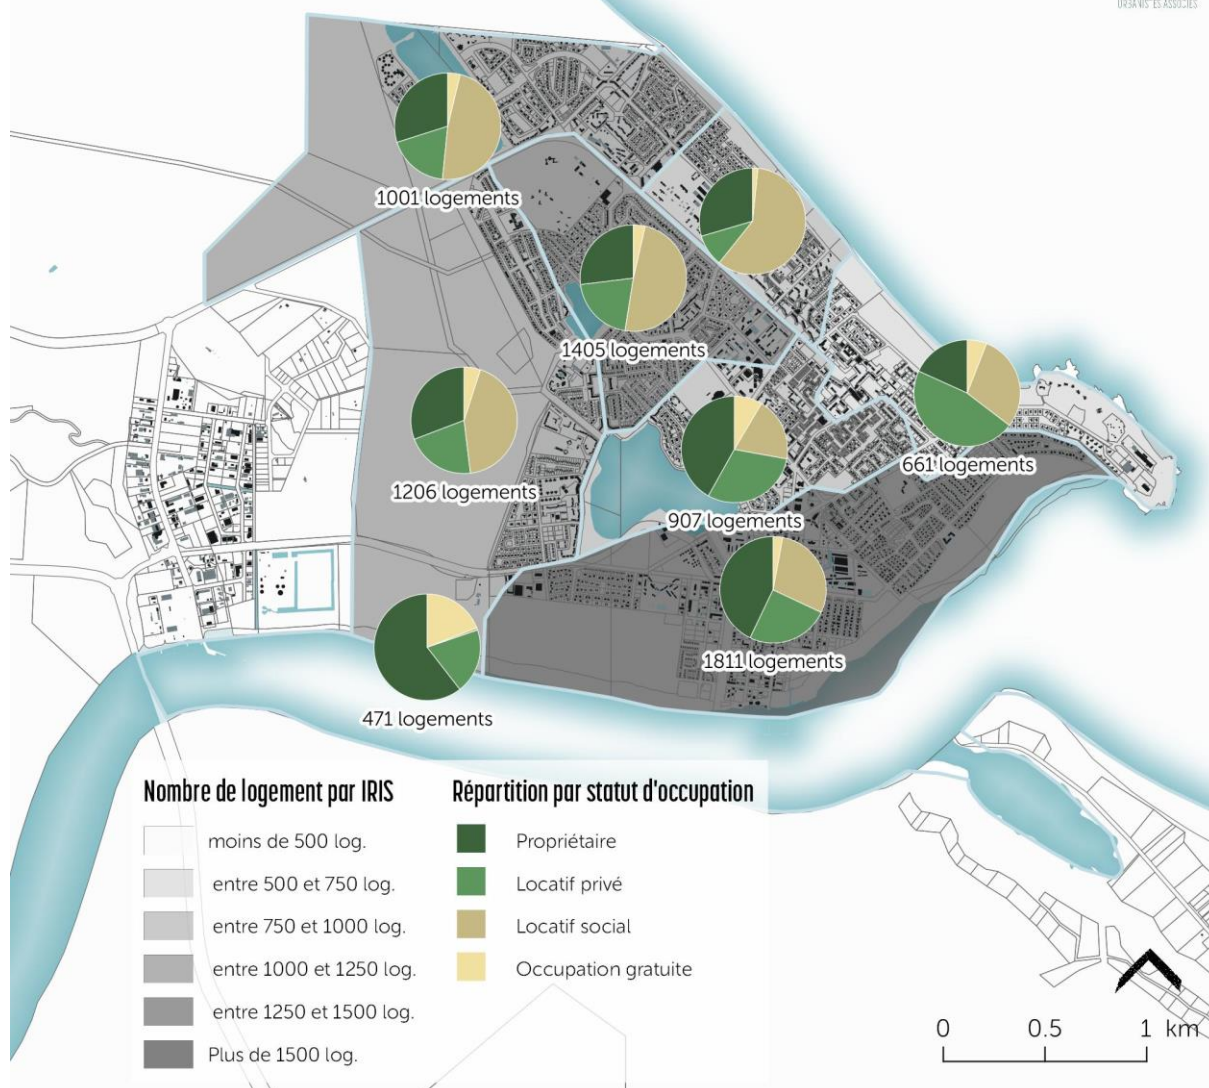 URBANISTES ASSOCIÉS
1001 logements
1405 logements
661 logements
1206 logements
907 logements
1811 logements
471 logements
Nombre de logement par IRIS
moins de 500 log.
entre 500 et 750 log.
entre 750 et 1000 log.
entre 1000 et 1250 log.
entre 1250 et 1500 log.
Plus de 1500 log.
Répartition par statut d'occupation
Propriétaire
Locatif privé
Locatif social
Occupation gratuite
0 0.5 1 km